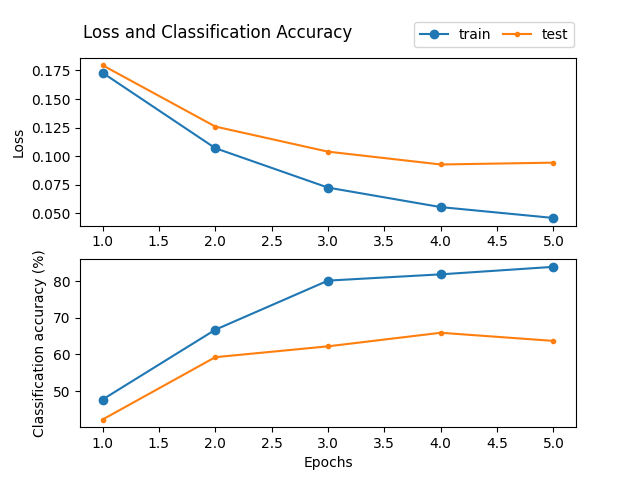 Loss and Classification Accuracy
train test
Loss
0.175
0.150
0.125
0.100
0.075
0.050
1.0 1.5 2.0 2.5 3.0 3.5 4.0 4.5 5.0
Classification accuracy (%)
80
70
60
50
1.0 1.5 2.0 2.5 3.0 3.5 4.0 4.5 5.0
Epochs